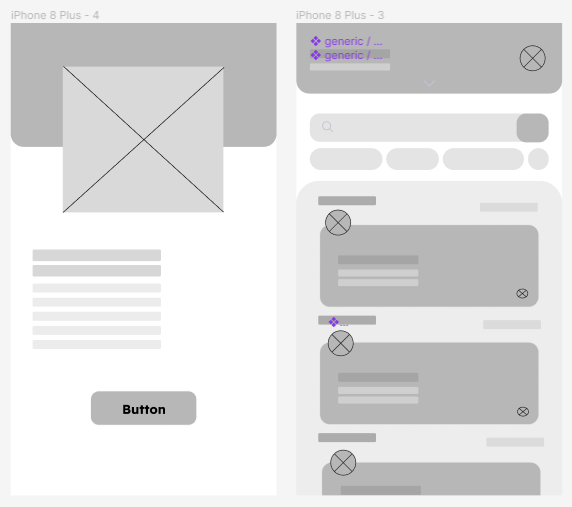 iPhone 8 Plus - 4
Button
iPhone 8 Plus - 3
generic / ...
generic / ...
...